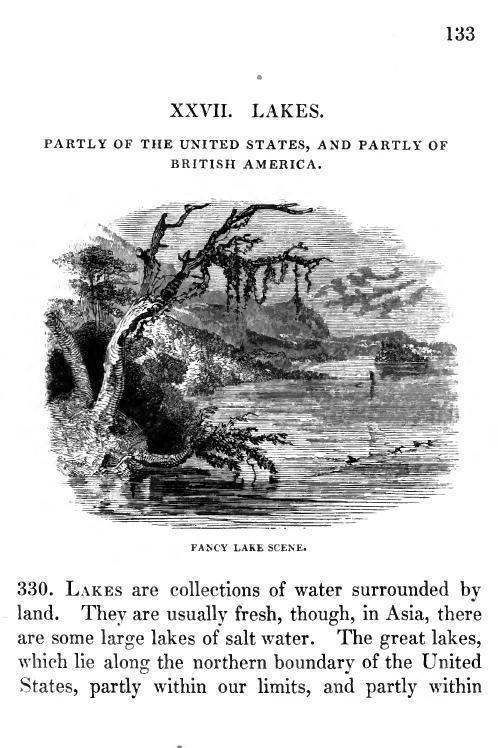 133
XXVII. LAKES.
PARTLY OF THE UNITED STATES, AND PARTLY OF
BRITISH AMERICA.
FANCY LAKE SCENE.
330. LAKES are collections of water surrounded by
land. They are usually fresh, though, in Asia, there
are some large lakes of salt water. The great lakes,
which lie along the northern boundary of the United
States, partly within our limits, and partly within